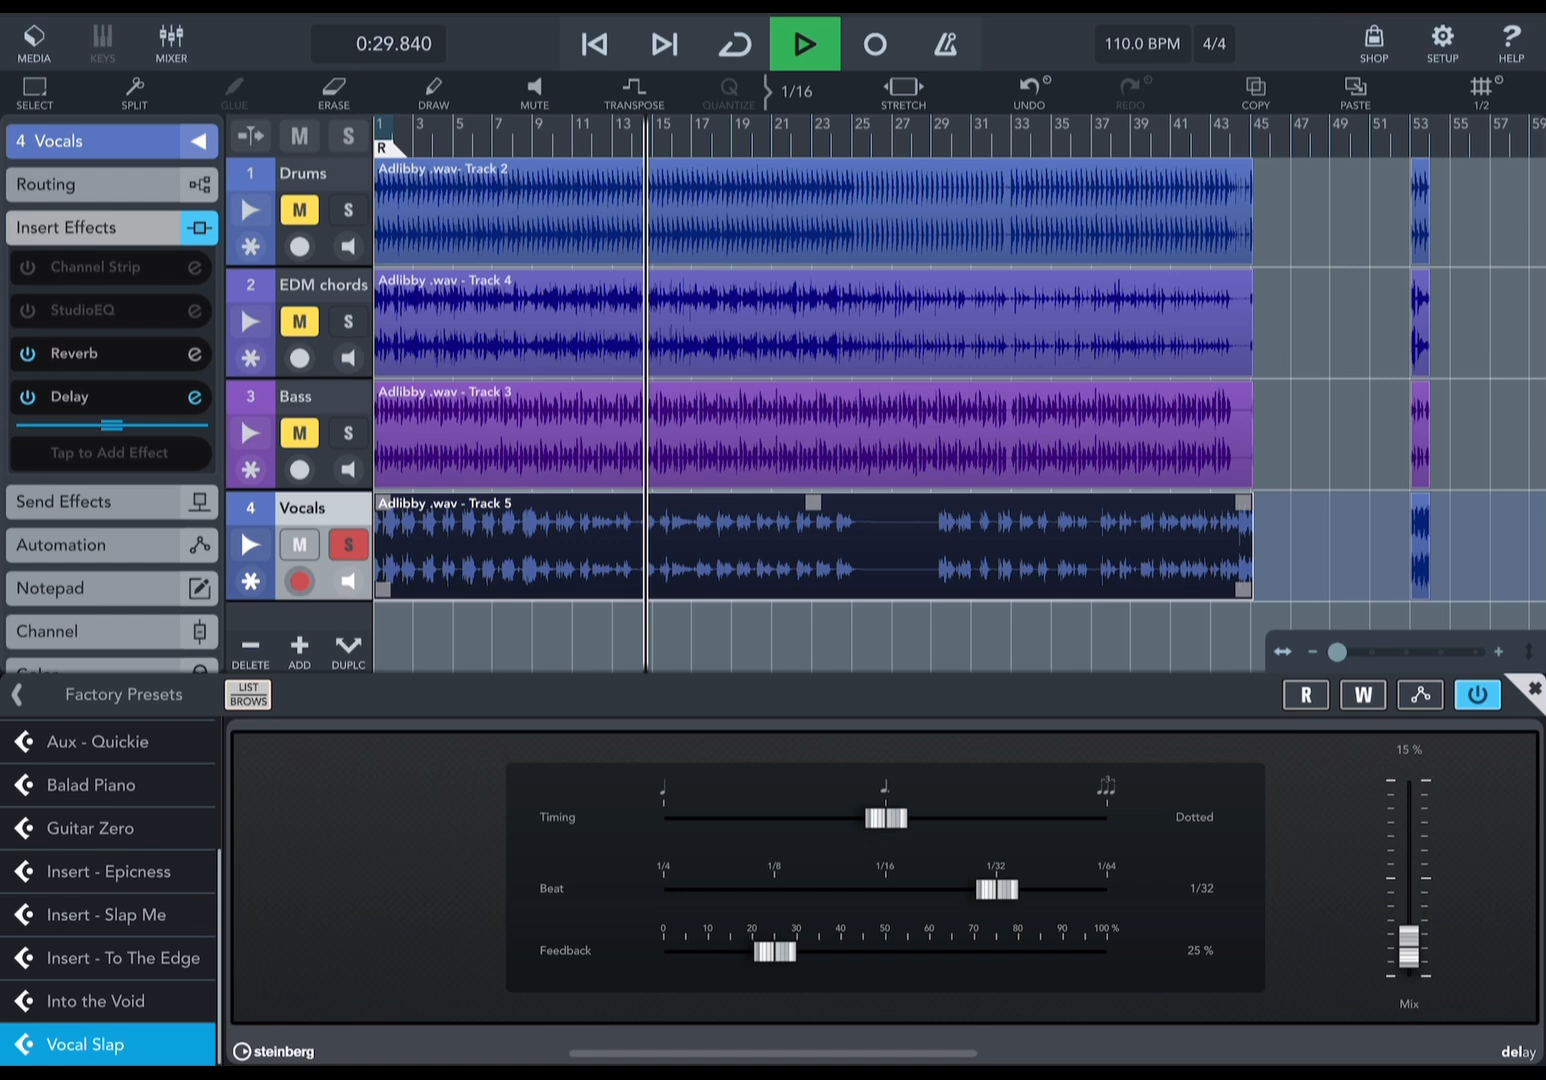 0:29.840
110.0 BPM
4/4
MEDIA
KEYS
MIXER
SHOP
SETUP
HELP
SELECT
SPLIT
GLUE
ERASE
DRAW
MUTE
TRANSPOSE
QUANTIZE
1/16
STRETCH
UNDO
REDO
COPY
PASTE
1/2
4 Vocals
M
S
1 3 5 7 9 11 13 15 17 19 21 23 25 27 29 31 33 35 37 39 41 43 45 47 49 51 53 55 57 59
R
Routing
Insert Effects
Channel Strip
StudioEQ
Reverb
Delay
Tap to Add Effect
Send Effects
Automation
Notepad
Channel
1
Drums
M
S
Adlibby .wav- Track 2
2
EDM chords
M
S
Adlibby .wav - Track 4
3
Bass
M
S
Adlibby .wav - Track 3
4
Vocals
M
S
Adlibby .wav - Track 5
DELETE
ADD
DUPLC
Factory Presets
LIST
BROWS
R
W
Aux - Quickie
Balad Piano
Guitar Zero
Insert - Epicness
Insert - Slap Me
Insert - To The Edge
Into the Void
Vocal Slap
Timing
3
Dotted
1/4 1/8 1/16 1/32 1/64
Beat
1/32
0 10 20 30 40 50 60 70 80 90 100 %
Feedback
25 %
15 %
Mix
steinberg
delay